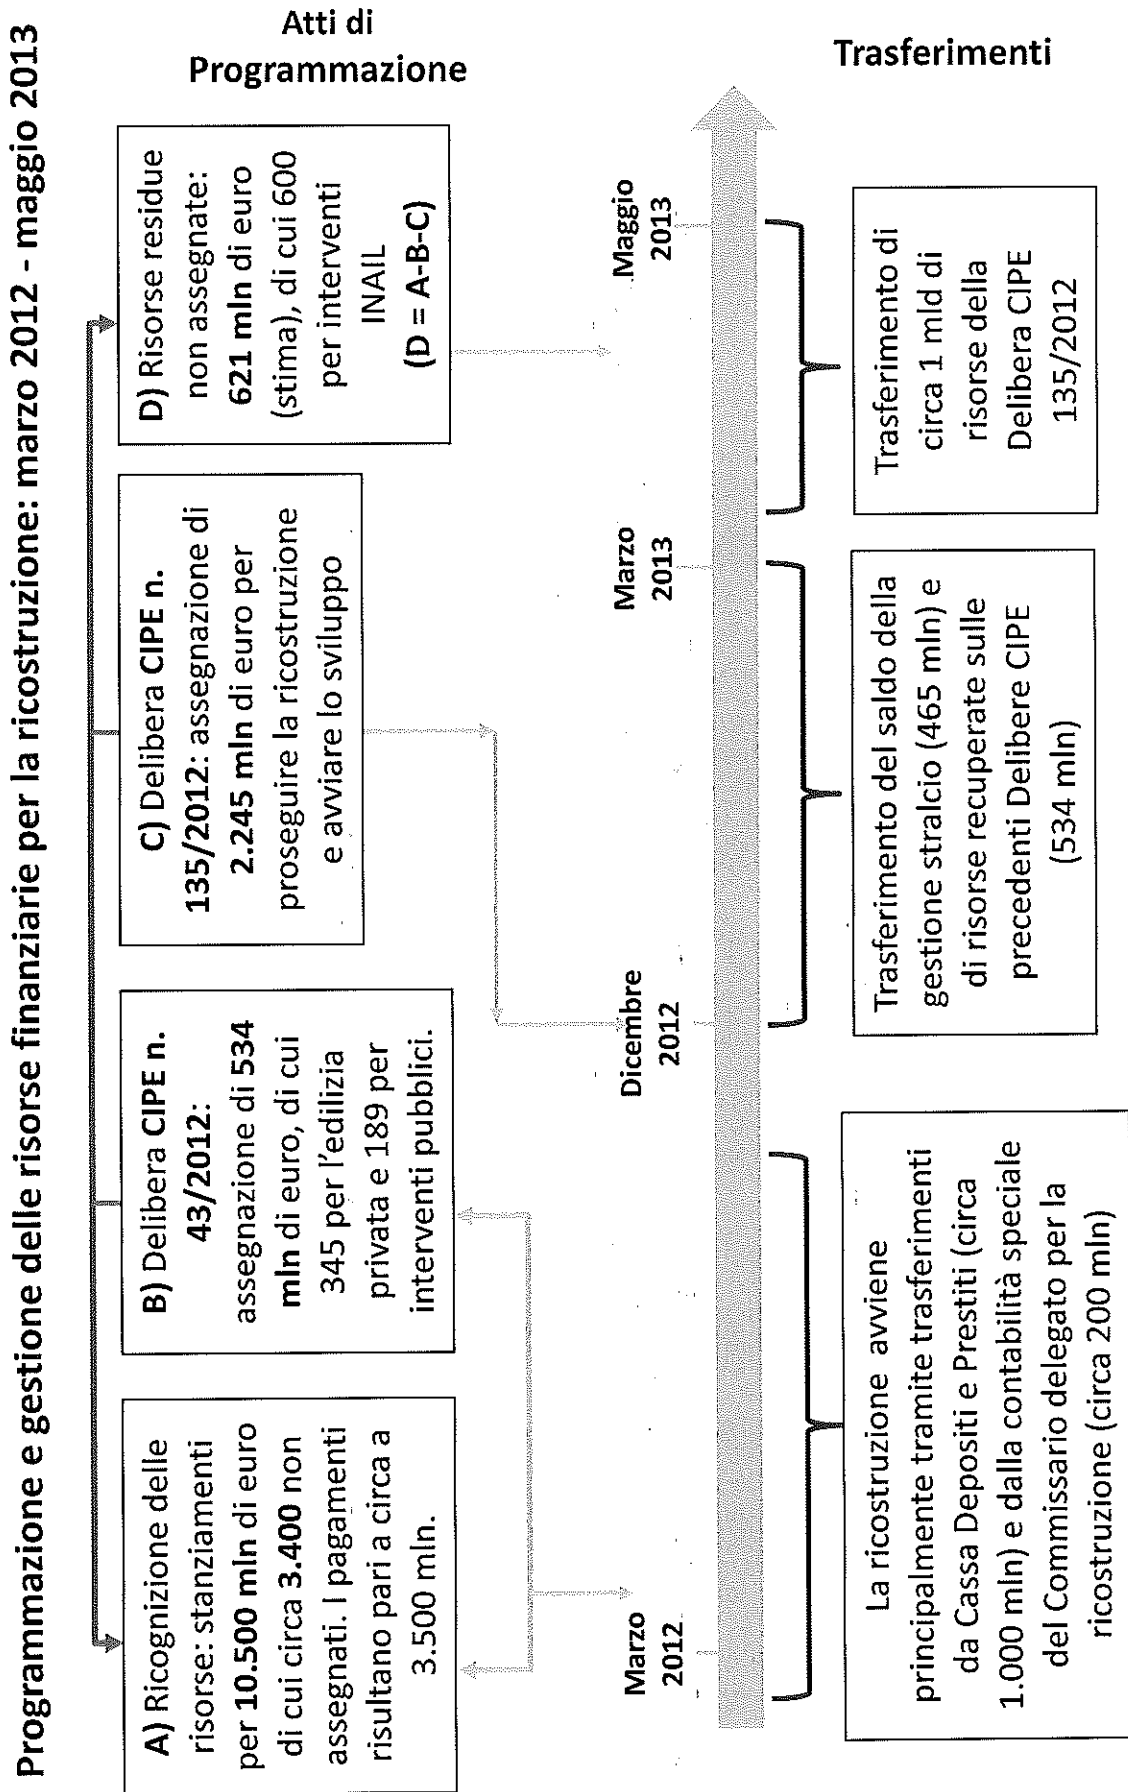 Programmazione e gestione delle risorse finanziarie per la ricostruzione: marzo 2012 - maggio 2013
Atti di
Programmazione
A) Ricognizione delle
risorse: stanziamenti
per 10.500 mln di euro
di cui circa 3.400 non
assegnati. I pagamenti
risultano pari a circa a
3.500 mln.
B) Delibera CIPE n.
43/2012:
assegnazione di 534
mln di euro, di cui
345 per l'edilizia
privata e 189 per
interventi pubblici.
C) Delibera CIPE n.
135/2012: assegnazione di
2.245 mln di euro per
proseguire la ricostruzione
e avviare lo sviluppo
D) Risorse residue
non assegnate:
621 mln di euro
(stima), di cui 600
per interventi
INAIL
(D = A-B-C)
Marzo
2012
Dicembre
2012
Marzo
2013
Maggio
2013
Trasferimenti
La ricostruzione avviene
principalmente tramite trasferimenti
da Cassa Depositi e Prestiti (circa
1.000 mln) e dalla contabilità speciale
del Commissario delegato per la
ricostruzione (circa 200 mln)
Trasferimento del saldo della
gestione stralcio (465 mln) e
di risorse recuperate sulle
precedenti Delibere CIPE
(534 mln)
Trasferimento di
circa 1 mld di
risorse della
Delibera CIPE
135/2012